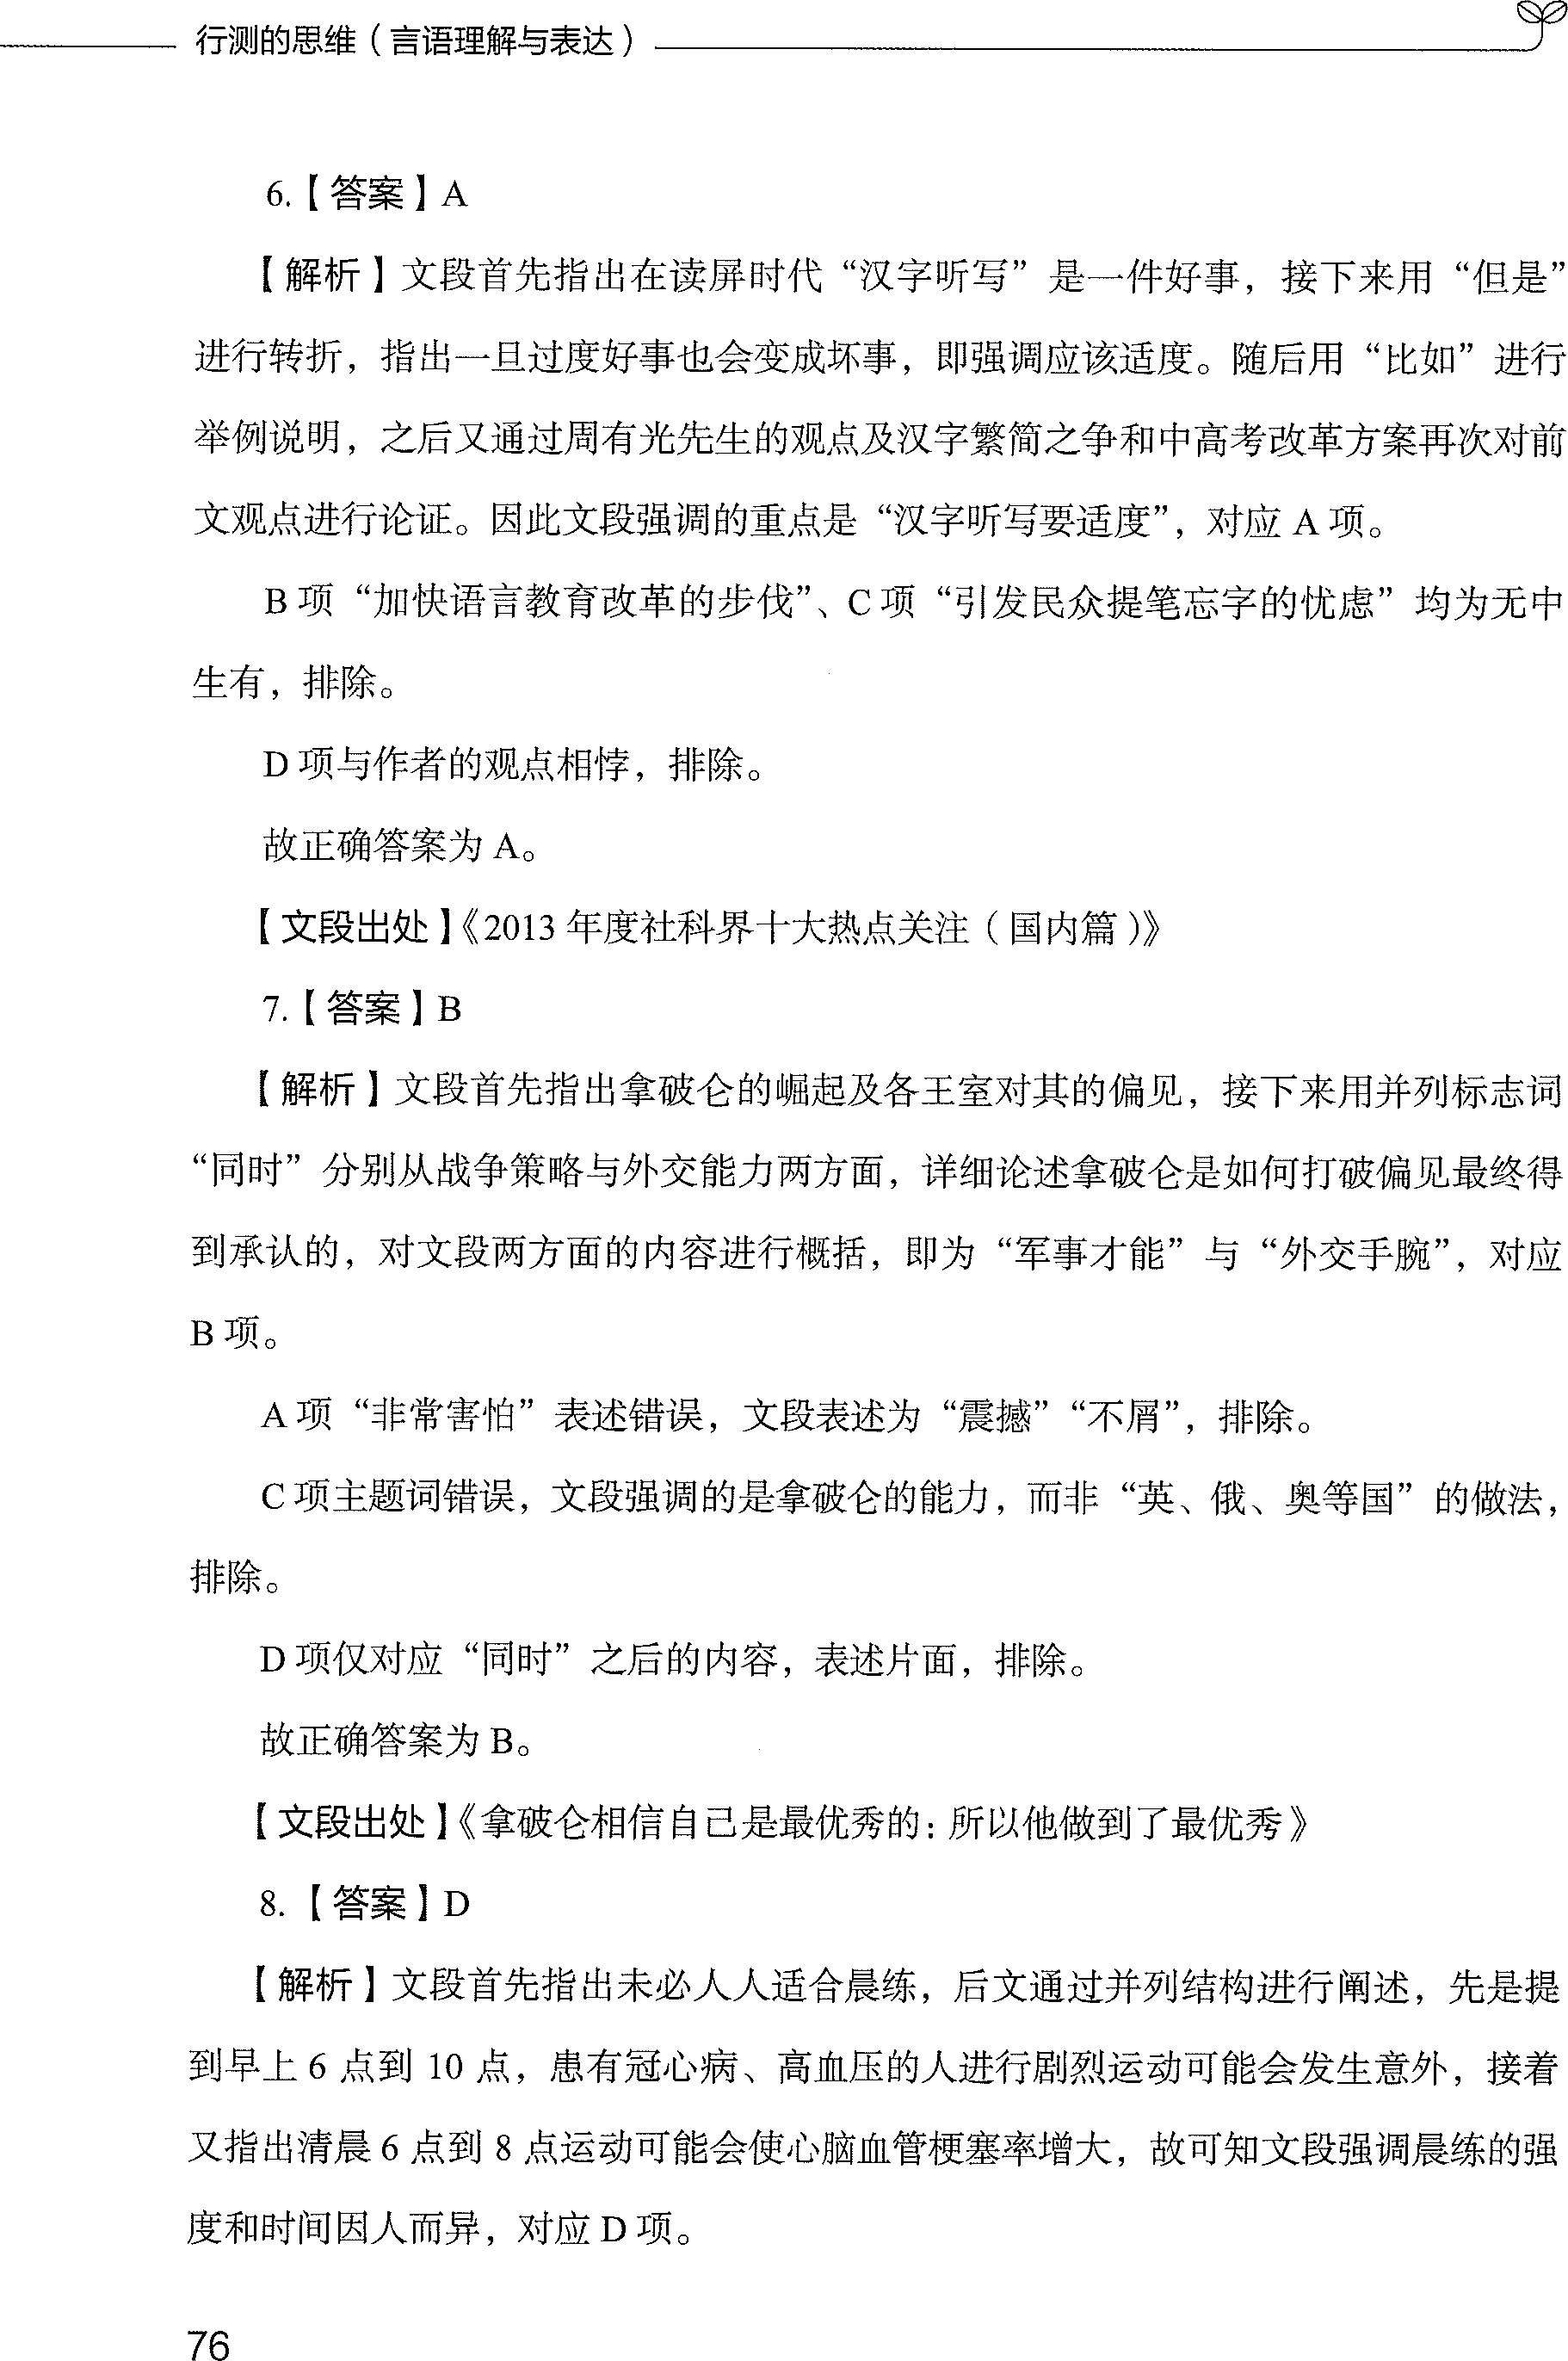 行测的思维（言语理解与表达）
6.【答案】A
【解析】文段首先指出在读屏时代“汉字听写”是一件好事，接下来用“但是”
进行转折，指出一旦过度好事也会变成坏事，即强调应该适度。随后用“比如”进行
举例说明，之后又通过周有光先生的观点及汉字繁简之争和中高考改革方案再次对前
文观点进行论证。因此文段强调的重点是“汉字听写要适度”，对应 A 项。
B 项“加快语言教育改革的步伐”、C 项“引发民众提笔忘字的忧虑”均为无中
生有，排除。
D 项与作者的观点相悖，排除。
故正确答案为 A。
【文段出处】《2013 年度社科界十大热点关注（国内篇）》
7.【答案】B
【解析】文段首先指出拿破仑的崛起及各王室对其的偏见，接下来用并列标志词
“同时”分别从战争策略与外交能力两方面，详细论述拿破仑是如何打破偏见最终得
到承认的，对文段两方面的内容进行概括，即为“军事才能”与“外交手腕”，对应
B 项。
A 项“非常害怕”表述错误，文段表述为“震撼”“不屑”，排除。
C 项主题词错误，文段强调的是拿破仑的能力，而非“英、俄、奥等国”的做法，
排除。
D 项仅对应“同时”之后的内容，表述片面，排除。
故正确答案为 B。
【文段出处】《拿破仑相信自己是最优秀的：所以他做到了最优秀》
8.【答案】D
【解析】文段首先指出未必人人适合晨练，后文通过并列结构进行阐述，先是提
到早上 6 点到 10 点，患有冠心病、高血压的人进行剧烈运动可能会发生意外，接着
又指出清晨 6 点到 8 点运动可能会使心脑血管梗塞率增大，故可知文段强调晨练的强
度和时间因人而异，对应 D 项。
76